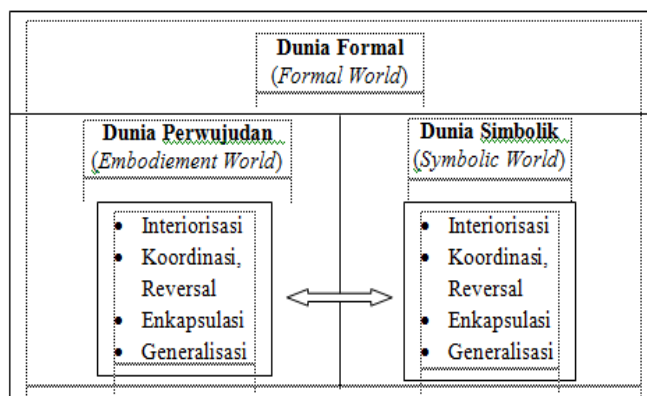 Dunia Formal
(Formal World)
Dunia Perwujudan
(Embodiement World)
• Interiorisasi
• Koordinasi,
Reversal
• Enkapsulasi
• Generalisasi
Dunia Simbolik
(Symbolic World)
• Interiorisasi
• Koordinasi,
Reversal
• Enkapsulasi
• Generalisasi